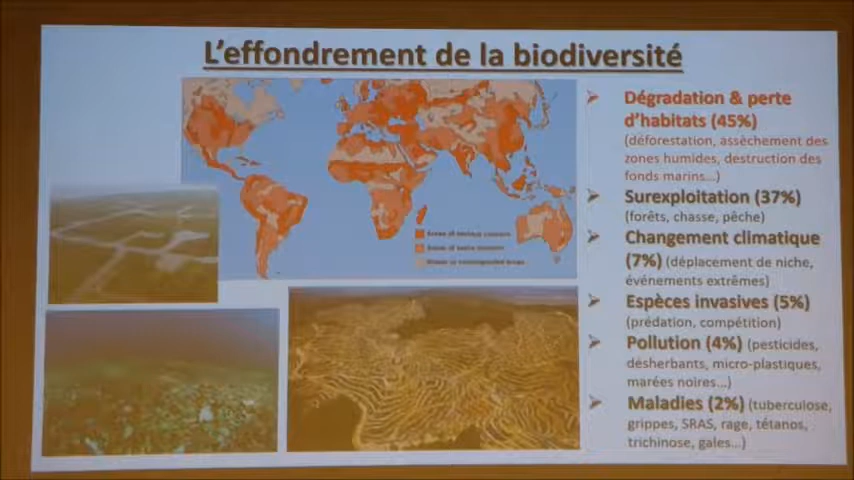 L'effondrement de la biodiversité
➢ Dégradation & perte
d'habitats (45%)
(déforestation, assèchement des
zones humides, destruction des
fonds marins...)
➢ Surexploitation (37%)
(forêts, chasse, pêche)
➢ Changement climatique
(7%) (déplacement de niche,
événements extrêmes)
➢ Espèces invasives (5%)
(prédation, compétition)
➢ Pollution (4%) (pesticides,
désherbants, micro-plastiques,
marées noires...)
➢ Maladies (2%) (tuberculose,
grippes, SRAS, rage, tétanos,
trichinose, gales...)